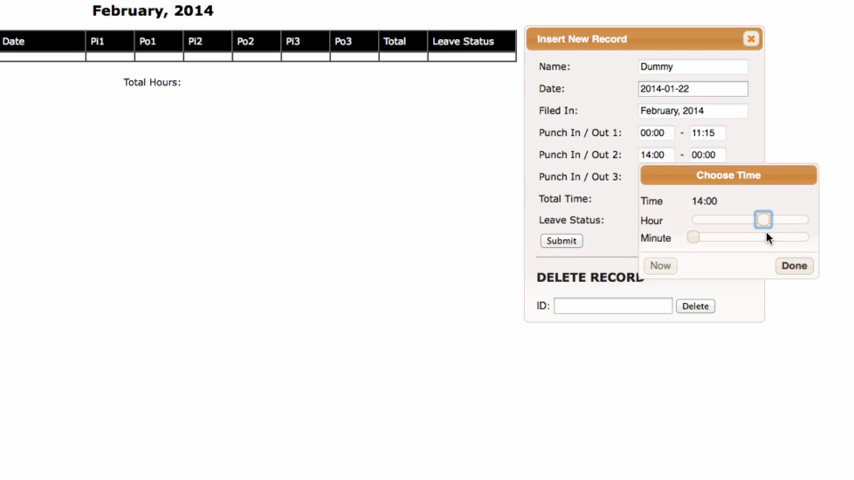 February, 2014
Date Pi1 Po1 Pi2 Po2 Pi3 Po3 Total Leave Status
Total Hours:
Insert New Record
Name: Dummy
Date: 2014-01-22
Filed In: February, 2014
Punch In / Out 1: 00:00 - 11:15
Punch In / Out 2: 14:00 - 00:00
Punch In / Out 3:
Total Time:
Leave Status:
Submit
Choose Time
Time 14:00
Hour
Minute
Now Done
DELETE RECORD
ID: Delete